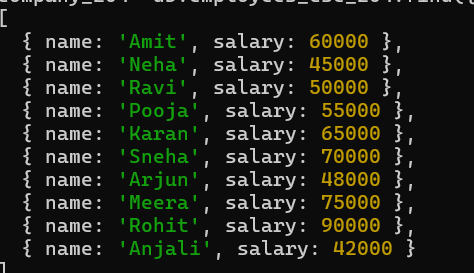 [
{ name: 'Amit', salary: 60000 },
{ name: 'Neha', salary: 45000 },
{ name: 'Ravi', salary: 50000 },
{ name: 'Pooja', salary: 55000 },
{ name: 'Karan', salary: 65000 },
{ name: 'Sneha', salary: 70000 },
{ name: 'Arjun', salary: 48000 },
{ name: 'Meera', salary: 75000 },
{ name: 'Rohit', salary: 90000 },
{ name: 'Anjali', salary: 42000 }
]